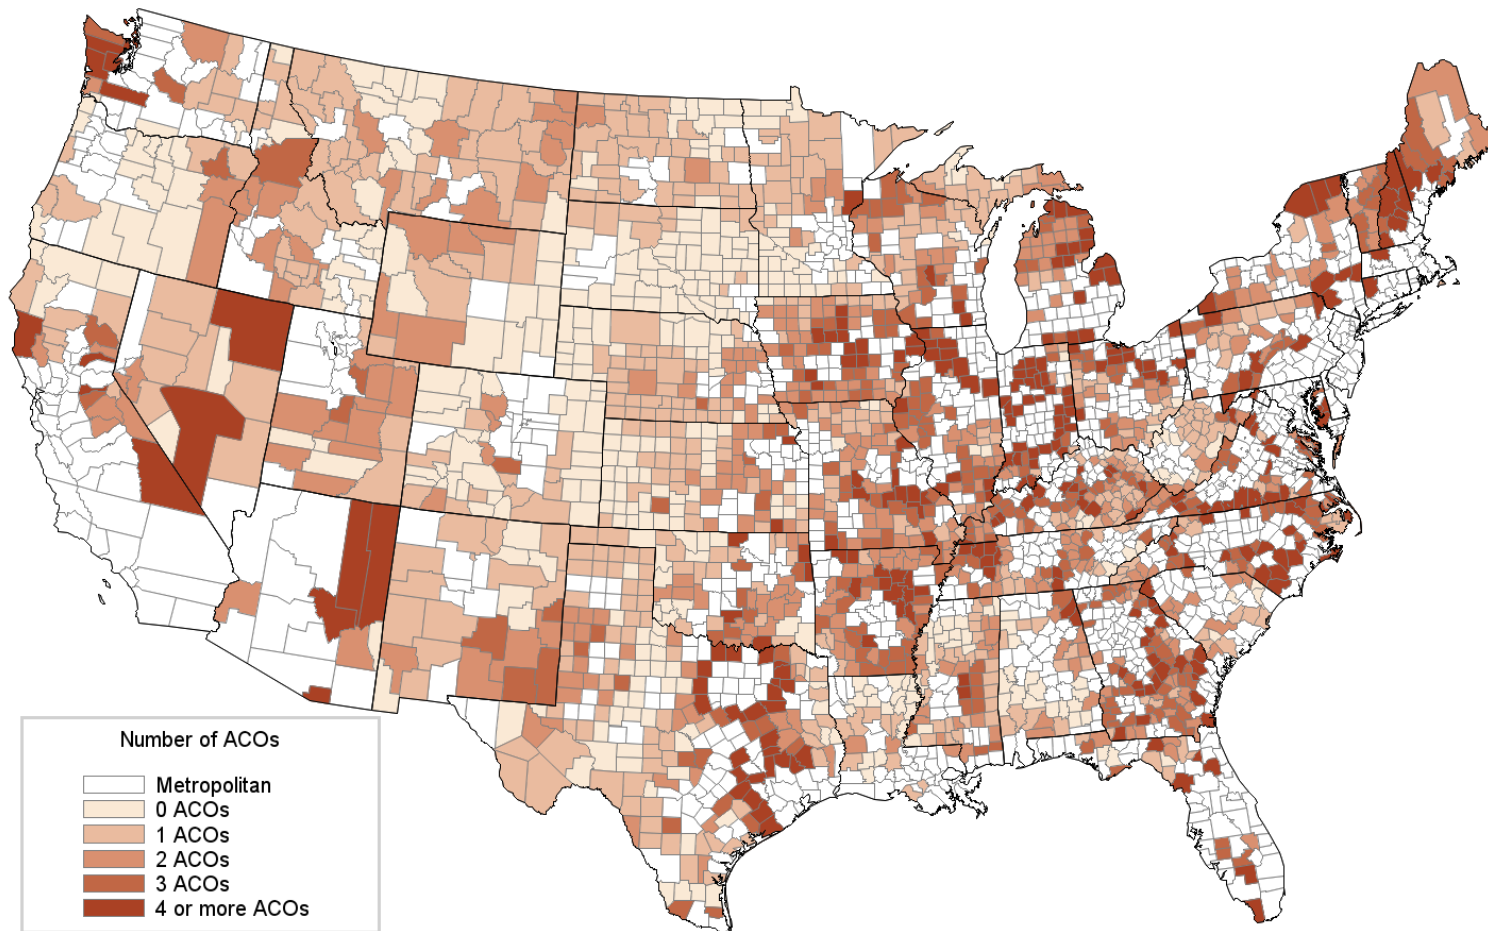 Number of ACOs
Metropolitan
0 ACOs
1 ACOs
2 ACOs
3 ACOs
4 or more ACOs